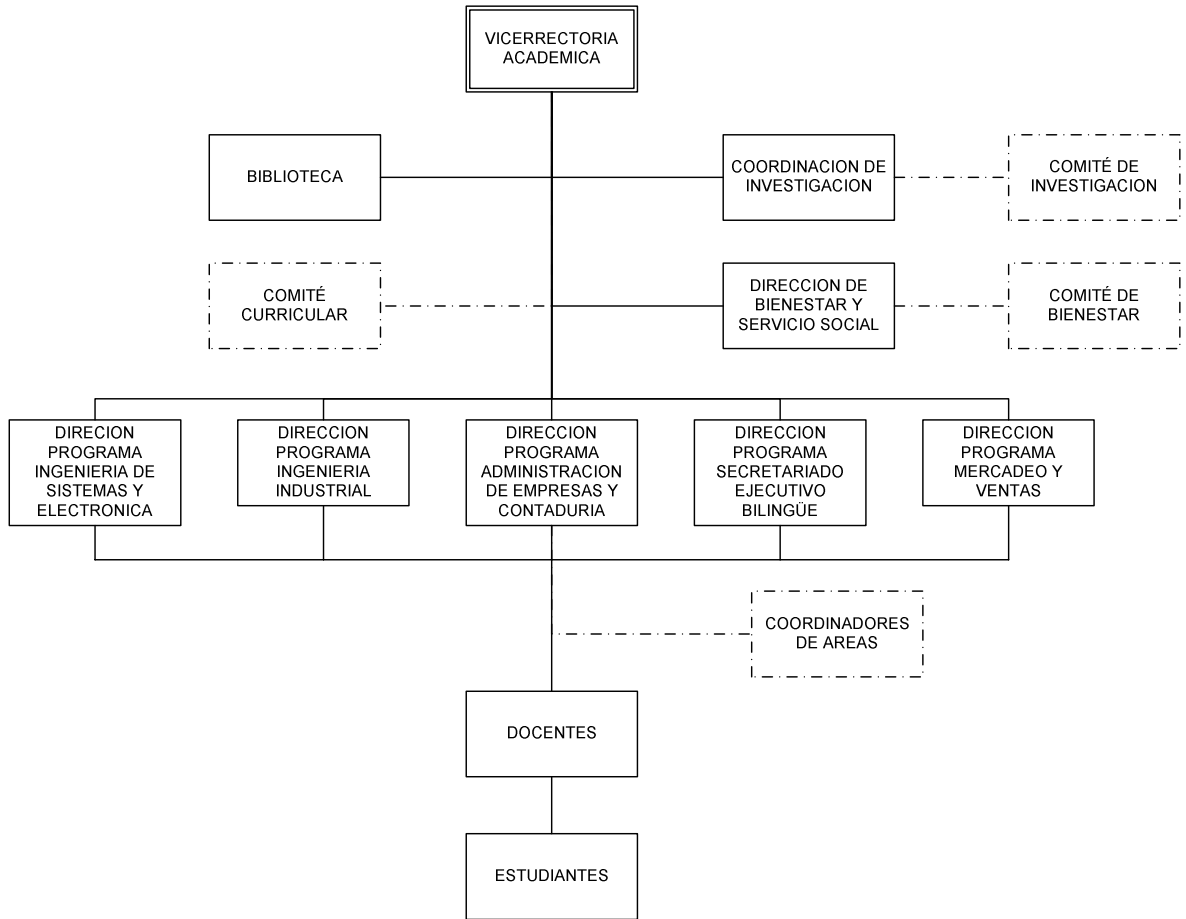 VICERRECTORIA
ACADEMICA
BIBLIOTECA
COORDINACION DE
INVESTIGACION
COMITÉ DE
INVESTIGACION
COMITÉ
CURRICULAR
DIRECCION DE
BIENESTAR Y
SERVICIO SOCIAL
COMITÉ DE
BIENESTAR
DIRECION
PROGRAMA
INGENIERIA DE
SISTEMAS Y
ELECTRONICA
DIRECCION
PROGRAMA
INGENIERIA
INDUSTRIAL
DIRECCION
PROGRAMA
ADMINISTRACION
DE EMPRESAS Y
CONTADURIA
DIRECCION
PROGRAMA
SECRETARIADO
EJECUTIVO
BILINGÜE
DIRECCION
PROGRAMA
MERCADEO Y
VENTAS
COORDINADORES
DE AREAS
DOCENTES
ESTUDIANTES